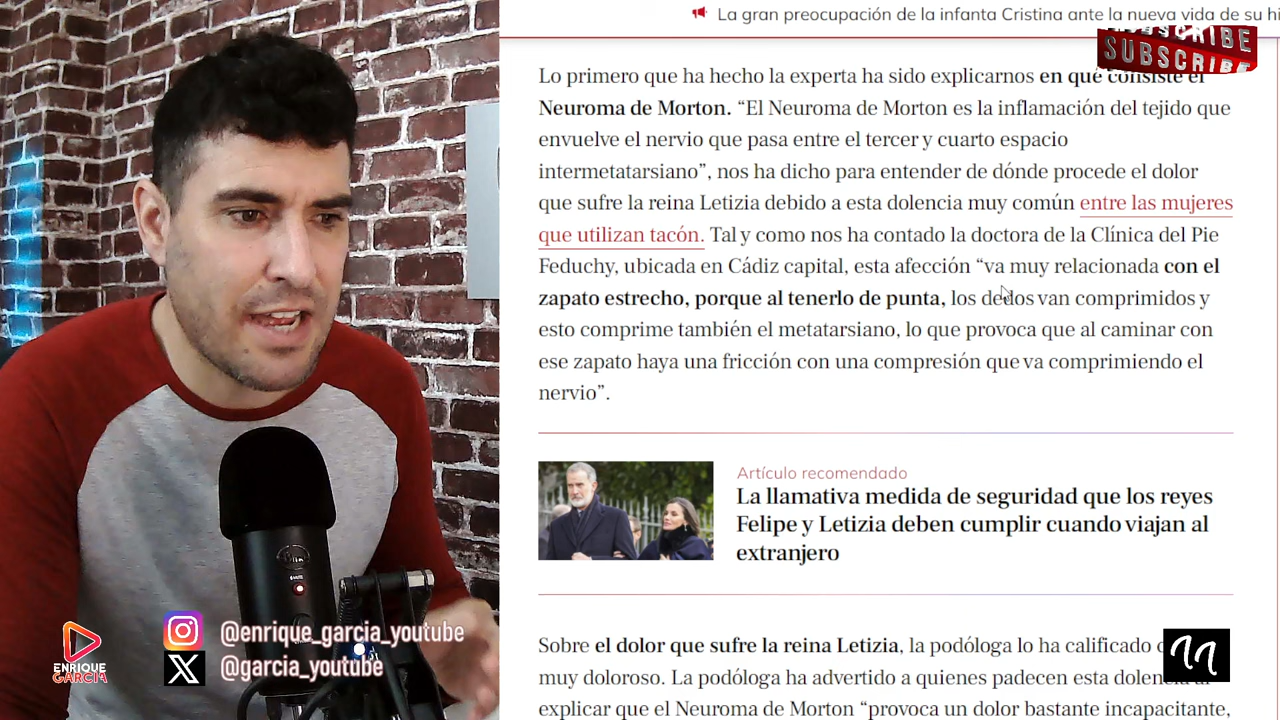 La gran preocupación de la infanta Cristina ante la nueva vida de su hi
SUBSCRIBE
SUBSCRIBE
Lo primero que ha hecho la experta ha sido explicarnos en qué consiste el
Neuroma de Morton. “El Neuroma de Morton es la inflamación del tejido que
envuelve el nervio que pasa entre el tercer y cuarto espacio
intermetatarsiano”, nos ha dicho para entender de dónde procede el dolor
que sufre la reina Letizia debido a esta dolencia muy común entre las mujeres
que utilizan tacón. Tal y como nos ha contado la doctora de la Clínica del Pie
Feduchy, ubicada en Cádiz capital, esta afección “va muy relacionada con el
zapato estrecho, porque al tenerlo de punta, los dedos van comprimidos y
esto comprime también el metatarsiano, lo que provoca que al caminar con
ese zapato haya una fricción con una compresión que va comprimiendo el
nervio”.
Artículo recomendado
La llamativa medida de seguridad que los reyes
Felipe y Letizia deben cumplir cuando viajan al
extranjero
Sobre el dolor que sufre la reina Letizia, la podóloga lo ha calificado
muy doloroso. La podóloga ha advertido a quienes padecen esta
explicar que el Neuroma de Morton “provoca un dolor bastante incapacitante,
@enrique_garcia_youtube
@garcia_youtube
ENRIQUE
GARCIA